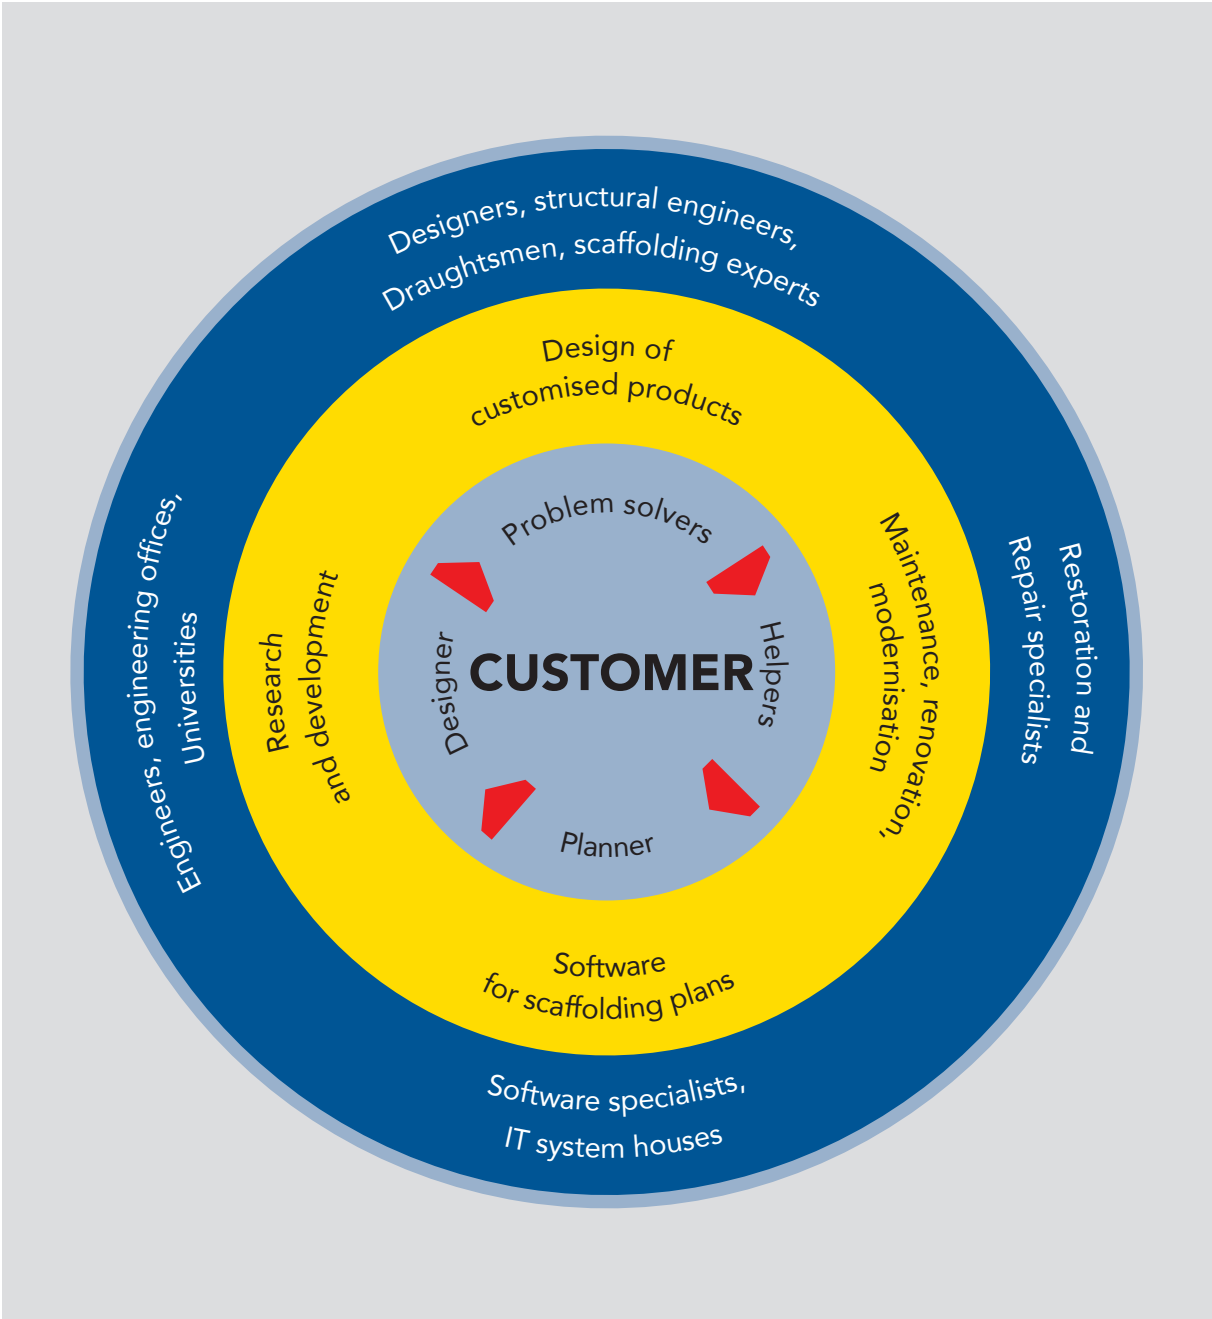 Designers, structural engineers,
Draughtsmen, scaffolding experts
Design of
customised products
Problem solvers
Engineers, engineering offices,
Universities
Research
and development
Designer
CUSTOMER
Helpers
Maintenance, renovation,
modernisation
Restoration and
Repair specialists
Planner
Software
for scaffolding plans
Software specialists,
IT system houses